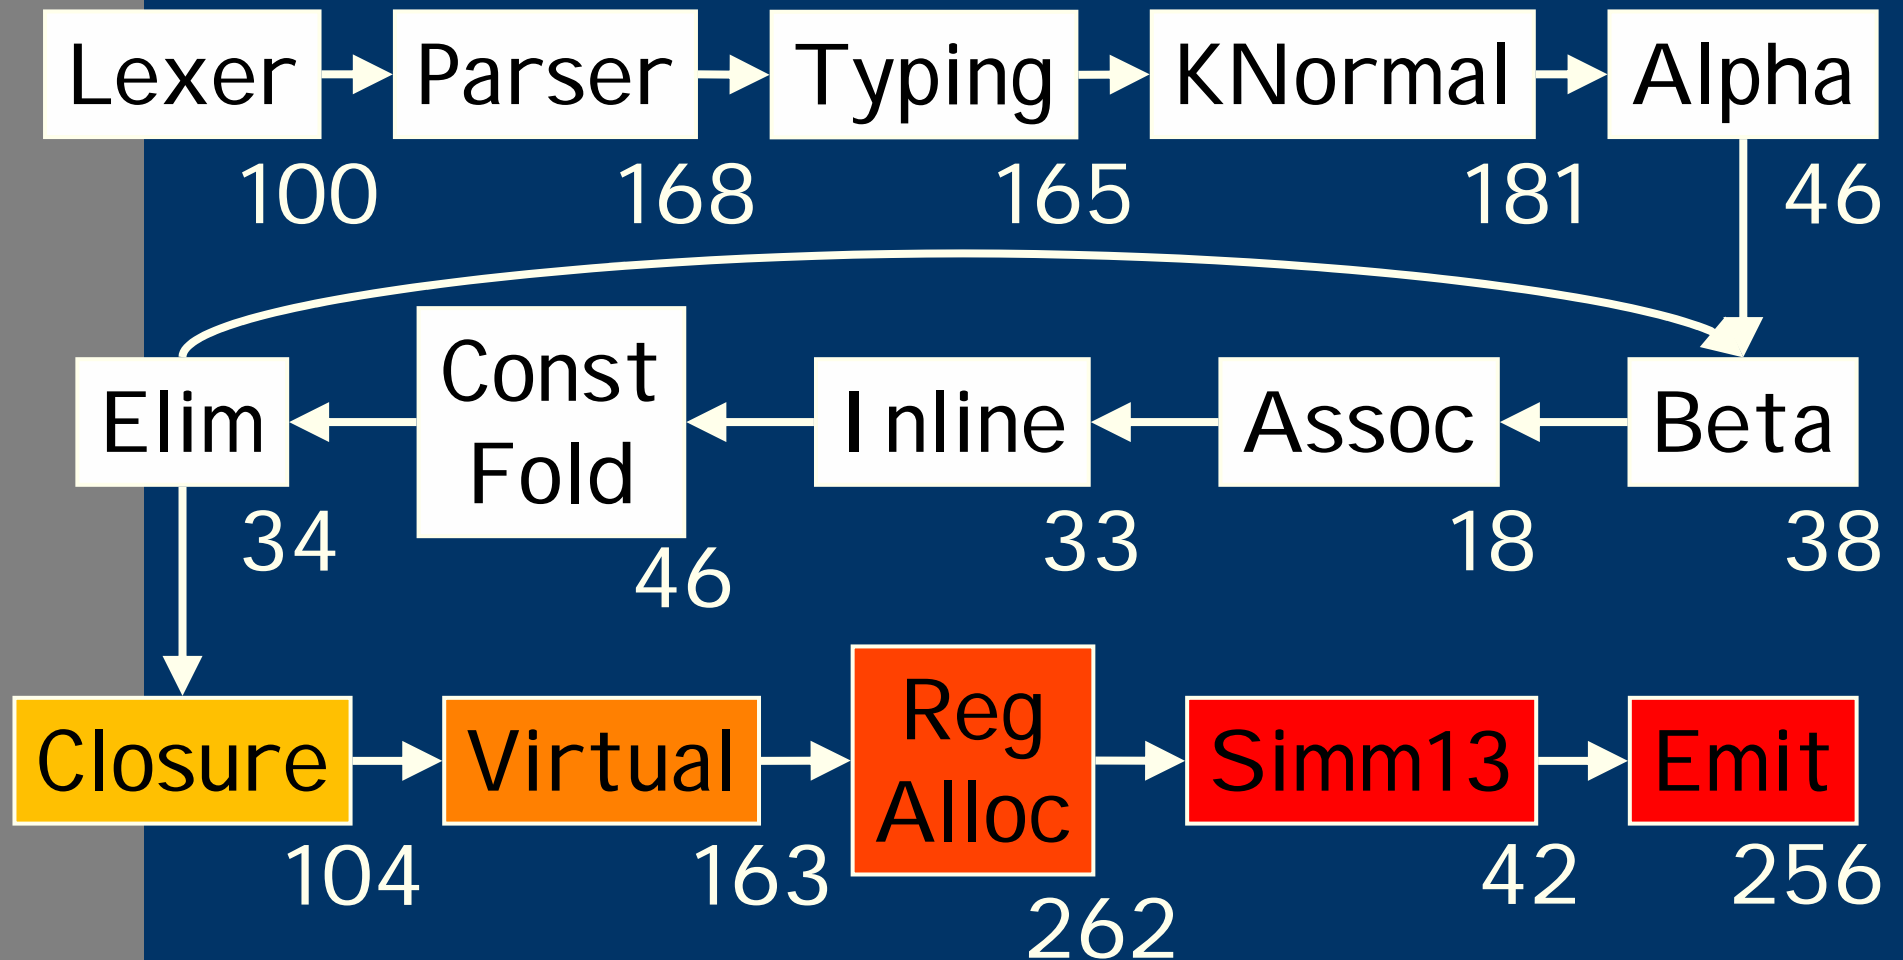 Lexer Parser Typing KNormal Alpha
100 168 165 181 46
Elim Const Fold Inline Assoc Beta
34 46 33 18 38
Closure Virtual Reg Alloc Simm13 Emit
104 163 262 42 256